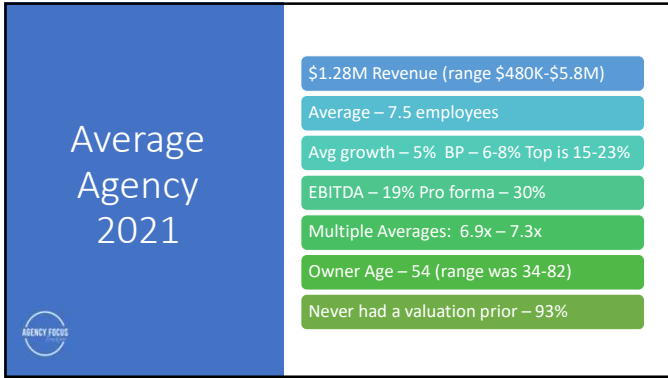 Average
Agency
2021
AGENCY FOCUS
$1.28M Revenue (range $480K-$5.8M)
Average – 7.5 employees
Avg growth – 5%  BP – 6-8% Top is 15-23%
EBITDA – 19% Pro forma – 30%
Multiple Averages:  6.9x – 7.3x
Owner Age – 54 (range was 34-82)
Never had a valuation prior – 93%